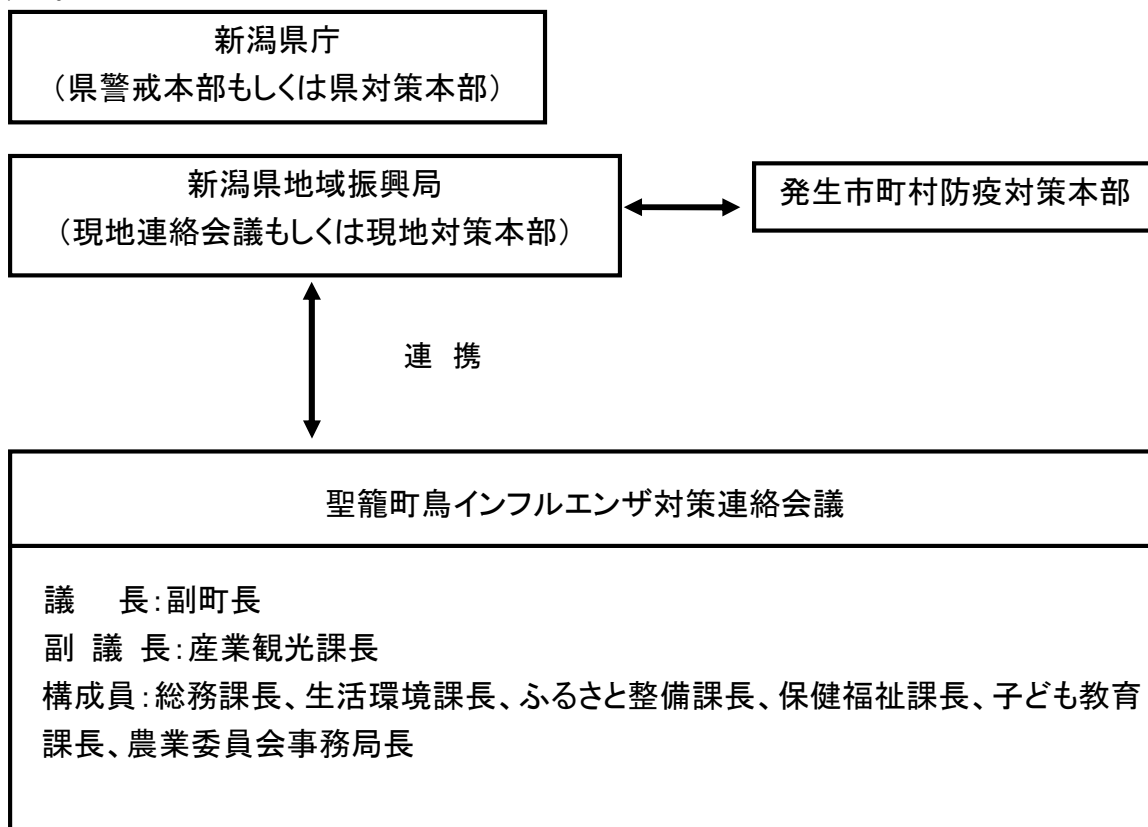 新潟県庁
（県警戒本部もしくは県対策本部）
新潟県地域振興局
（現地連絡会議もしくは現地対策本部）
発生市町村防疫対策本部
連 携
聖籠町鳥インフルエンザ対策連絡会議
議 長：副町長
副 議 長：産業観光課長
構成員：総務課長、生活環境課長、ふるさと整備課長、保健福祉課長、子ども教育
課長、農業委員会事務局長